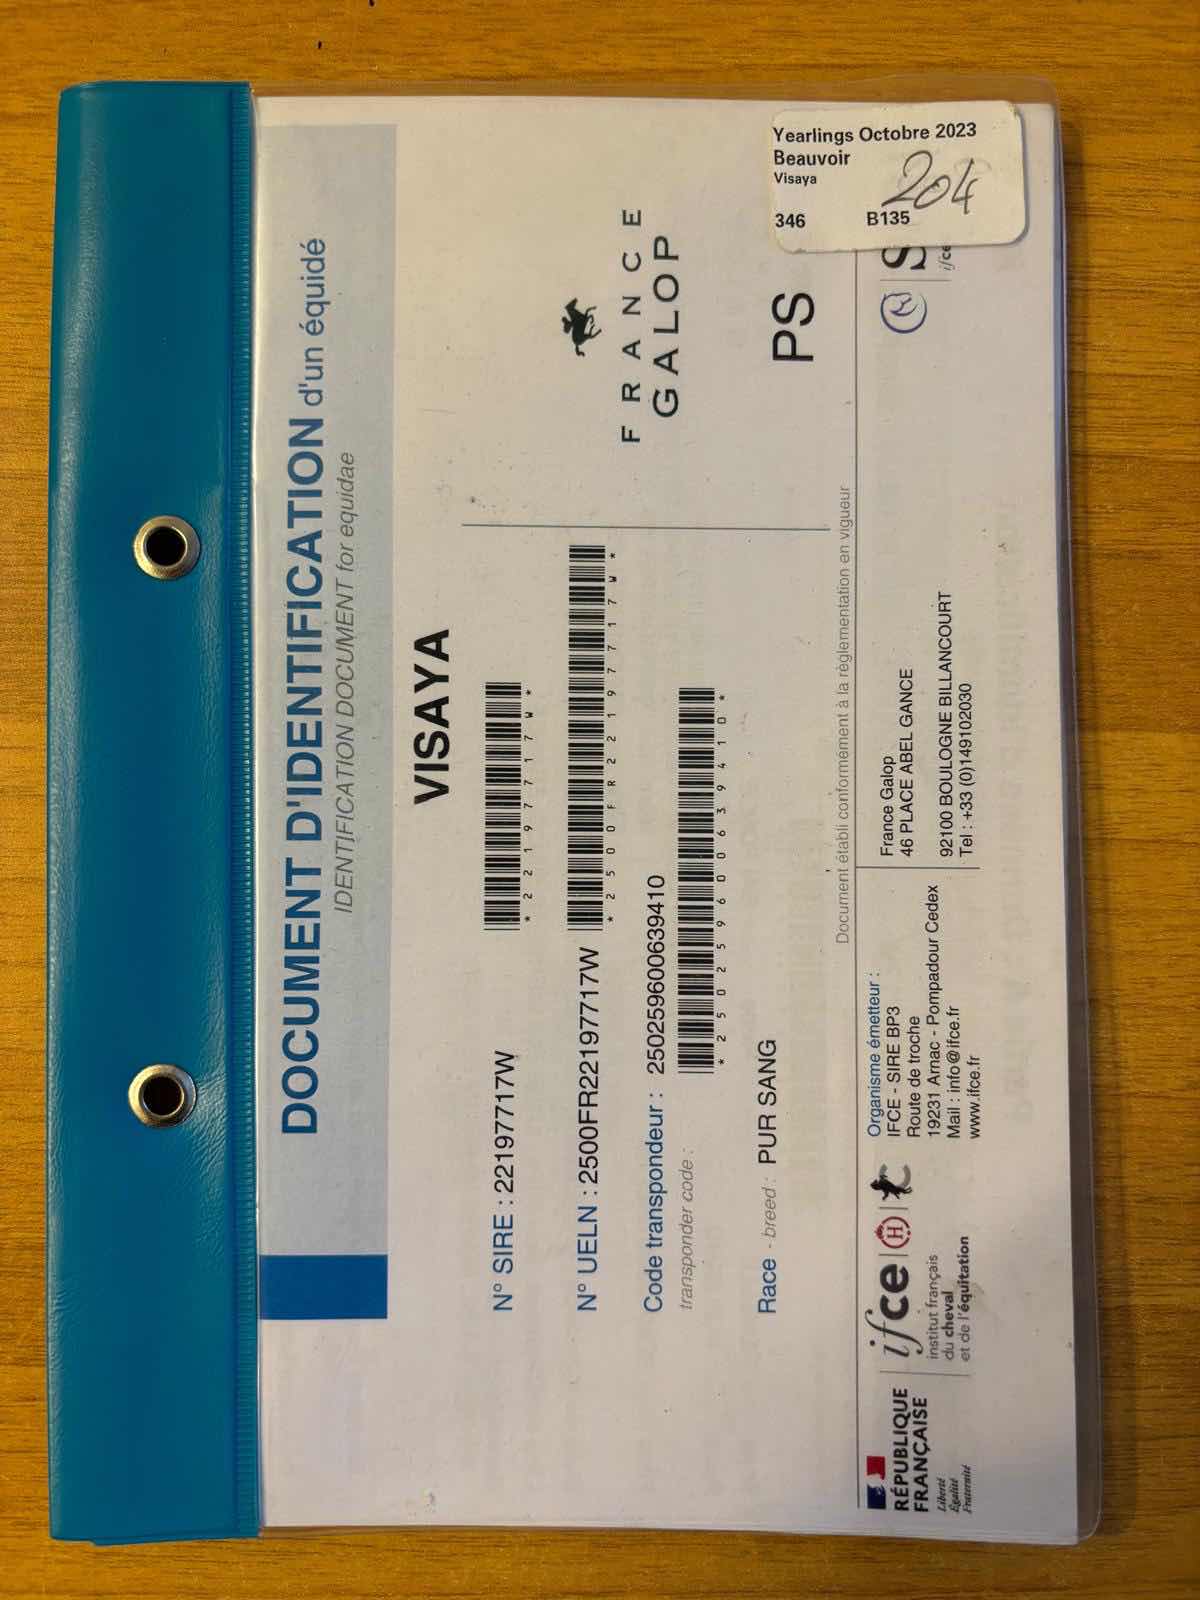 Yearlings Octobre 2023
Beauvoir
Visaya
204
346 B135
DOCUMENT D'IDENTIFICATION d'un équidé
IDENTIFICATION DOCUMENT for equidae
VISAYA
N° SIRE : 22197717W
*22197717W*
N° UELN : 2500FR22197717W
*2500FR22197717W*
Code transpondeur : 250259600639410
transponder code :
*250259600639410*
Race - breed : PUR SANG
FRANCE
GALOP
PS
Document établi conformément à la règlementation en vigueur
RÉPUBLIQUE
FRANÇAISE
Liberté
Égalité
Fraternité
ifce
institut français
du cheval
et de l'équitation
Organisme émetteur :
IFCE - SIRE BP3
Route de troche
19231 Arnac - Pompadour Cedex
Mail : info@ifce.fr
www.ifce.fr
France Galop
46 PLACE ABEL GANCE
92100 BOULOGNE BILLANCOURT
Tel : +33 (0)149102030
S
ifce